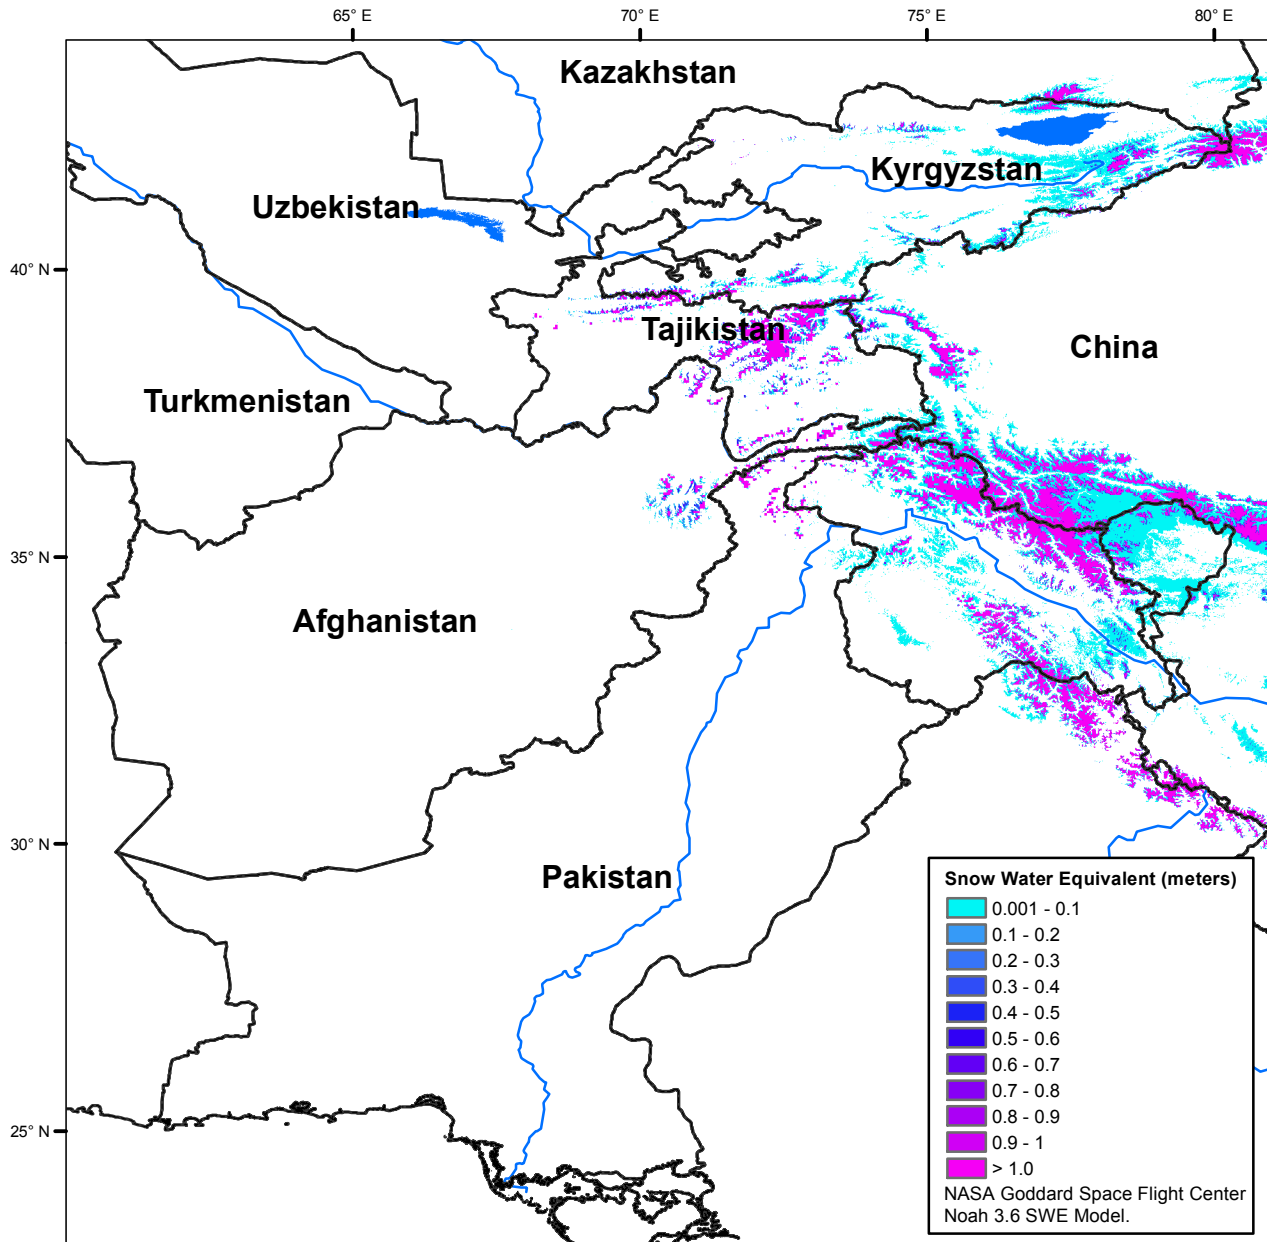 65° E
70° E
75° E
80° E
Kazakhstan
Kyrgyzstan
Uzbekistan
40° N
Tajikistan
China
Turkmenistan
35° N
Afghanistan
30° N
Pakistan
Snow Water Equivalent (meters)
0.001 - 0.1
0.1 - 0.2
0.2 - 0.3
0.3 - 0.4
0.4 - 0.5
0.5 - 0.6
0.6 - 0.7
0.7 - 0.8
0.8 - 0.9
0.9 - 1
> 1.0
25° N
NASA Goddard Space Flight Center
Noah 3.6 SWE Model.